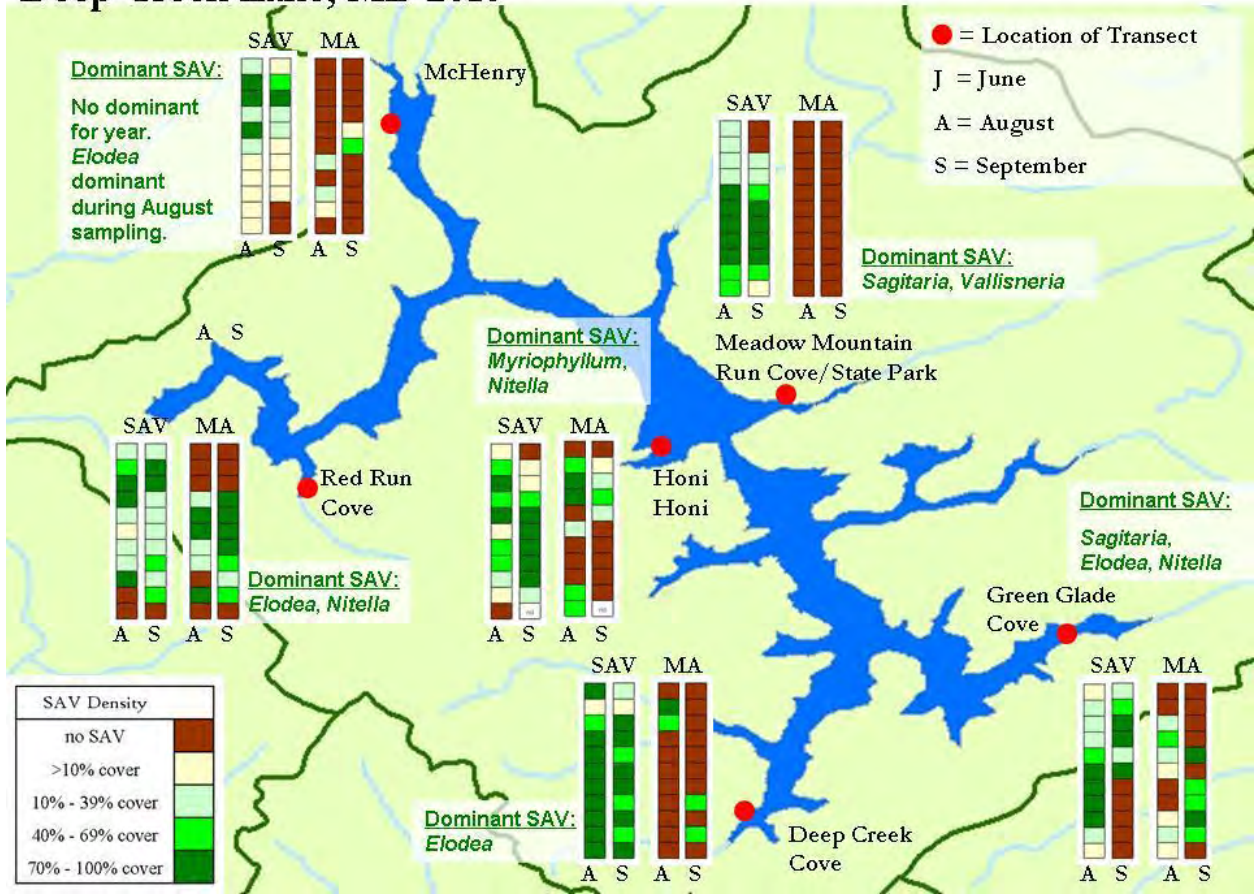 SAV MA
McHenry
Dominant SAV:
No dominant
for year.
Elodea
dominant
during August
sampling.
A S A S
= Location of Transect
J = June
A = August
S = September
SAV MA
Dominant SAV:
Sagitaria, Vallisneria
A S A S
Meadow Mountain
Run Cove/State Park
A S
Dominant SAV:
Myriophyllum,
Nitella
SAV MA
Red Run
Cove
Dominant SAV:
Elodea, Nitella
A S A S
SAV MA
Honi
Honi
A S A S
Dominant SAV:
Sagitaria,
Elodea, Nitella
Green Glade
Cove
SAV MA
A S A S
SAV MA
Dominant SAV:
Elodea
Deep Creek
Cove
A S A S
SAV Density
no SAV
>10% cover
10% - 39% cover
40% - 69% cover
70% - 100% cover